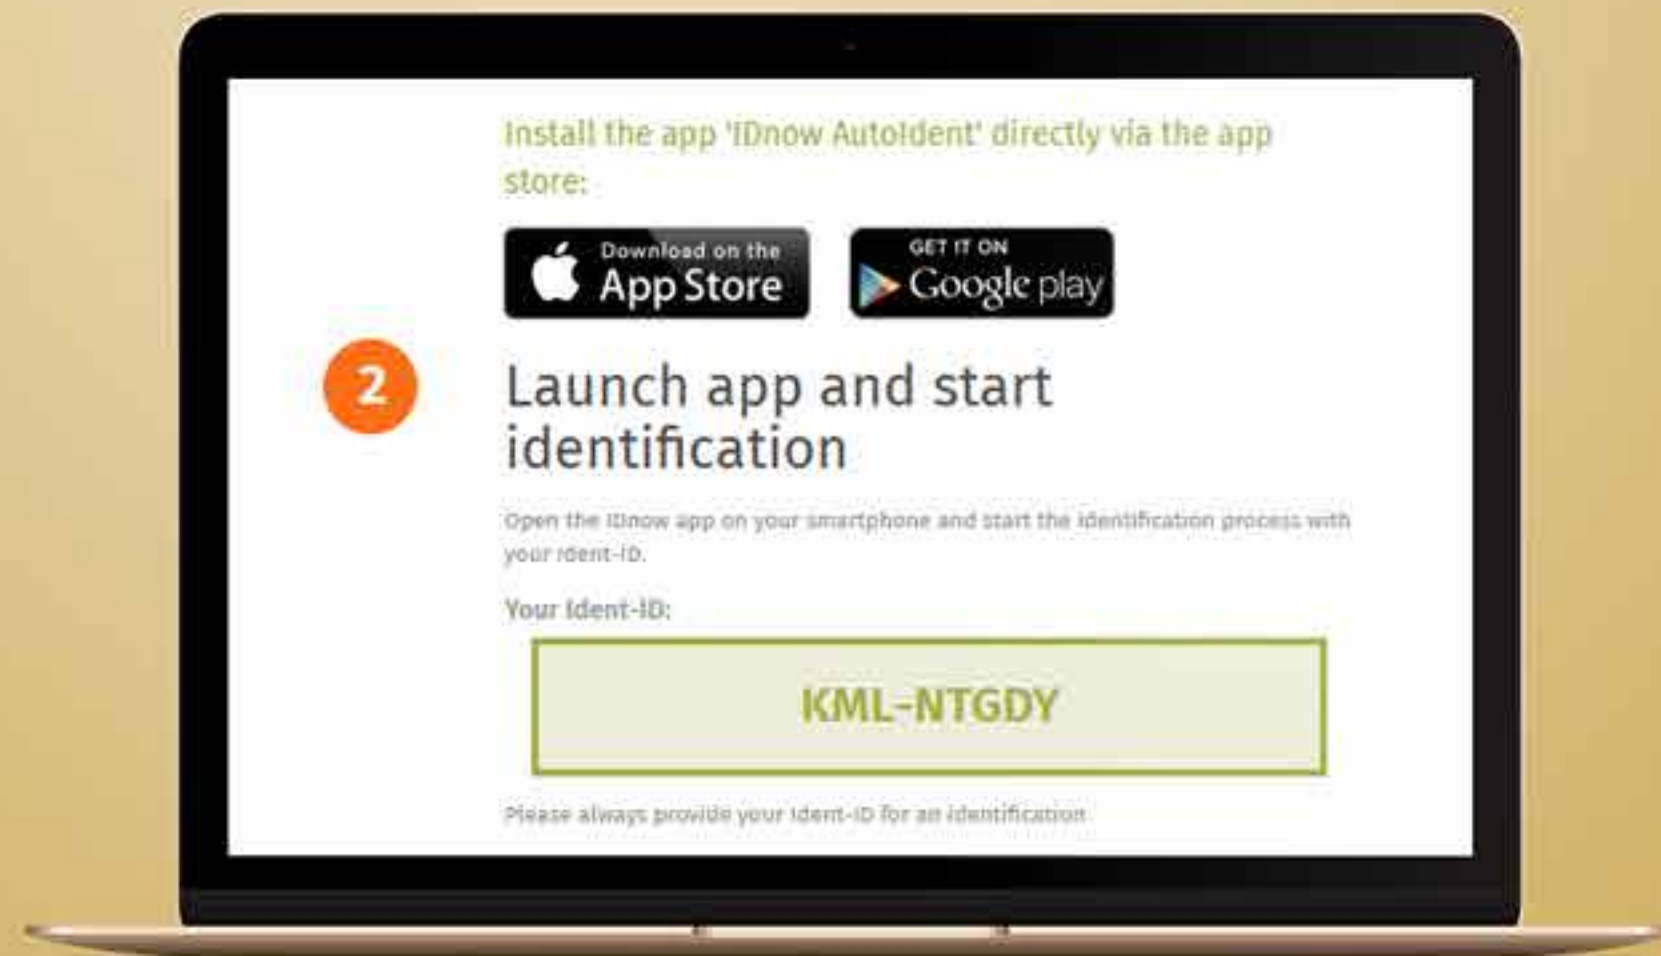 Install the app 'IDnow AutoIdent' directly via the app
store:
Download on the
App Store
GET IT ON
Google play
2
Launch app and start
identification
Open the IDnow app on your smartphone and start the identification process with
your Ident-ID.
Your Ident-ID:
KML-NTGDY
Please always provide your Ident-ID for an identification